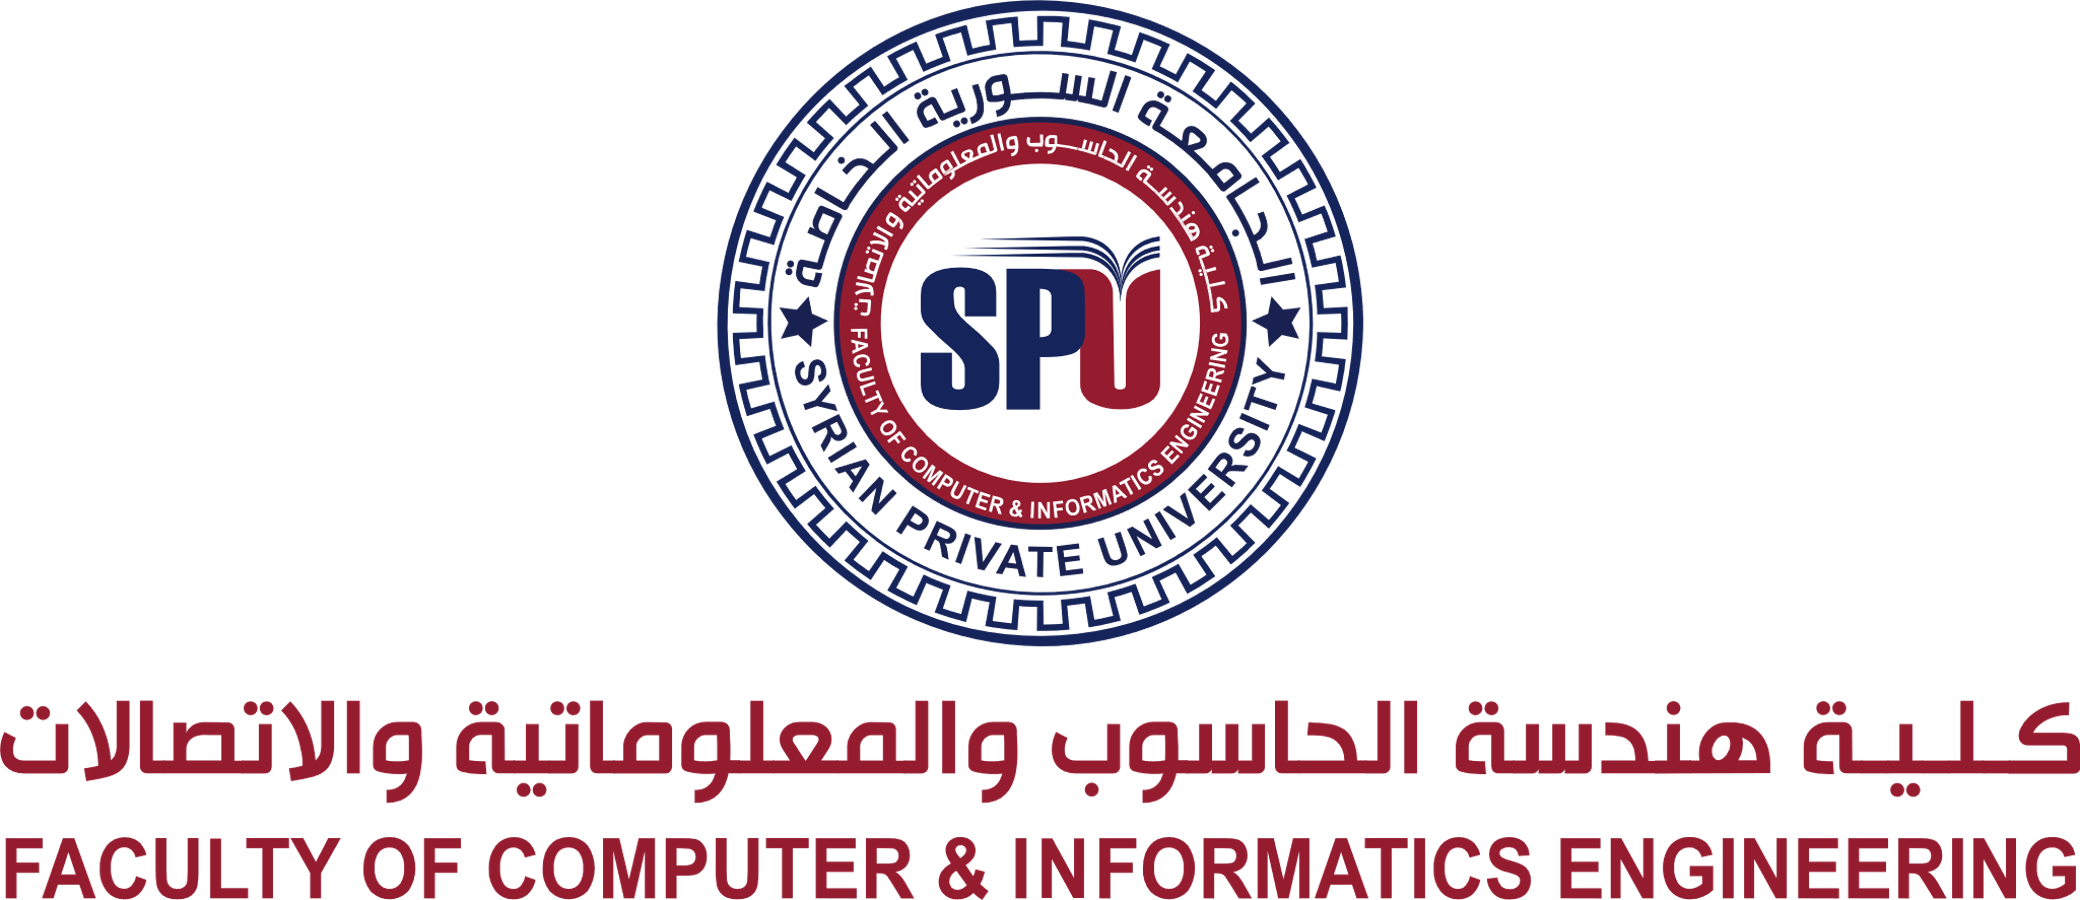 الجامعة السورية الخاصة
كلية هندسة الحاسوب والمعلوماتية والاتصالات
SPU
FACULTY OF COMPUTER & INFORMATICS ENGINEERING
SYRIAN PRIVATE UNIVERSITY
كلية هندسة الحاسوب والمعلوماتية والاتصالات
FACULTY OF COMPUTER & INFORMATICS ENGINEERING